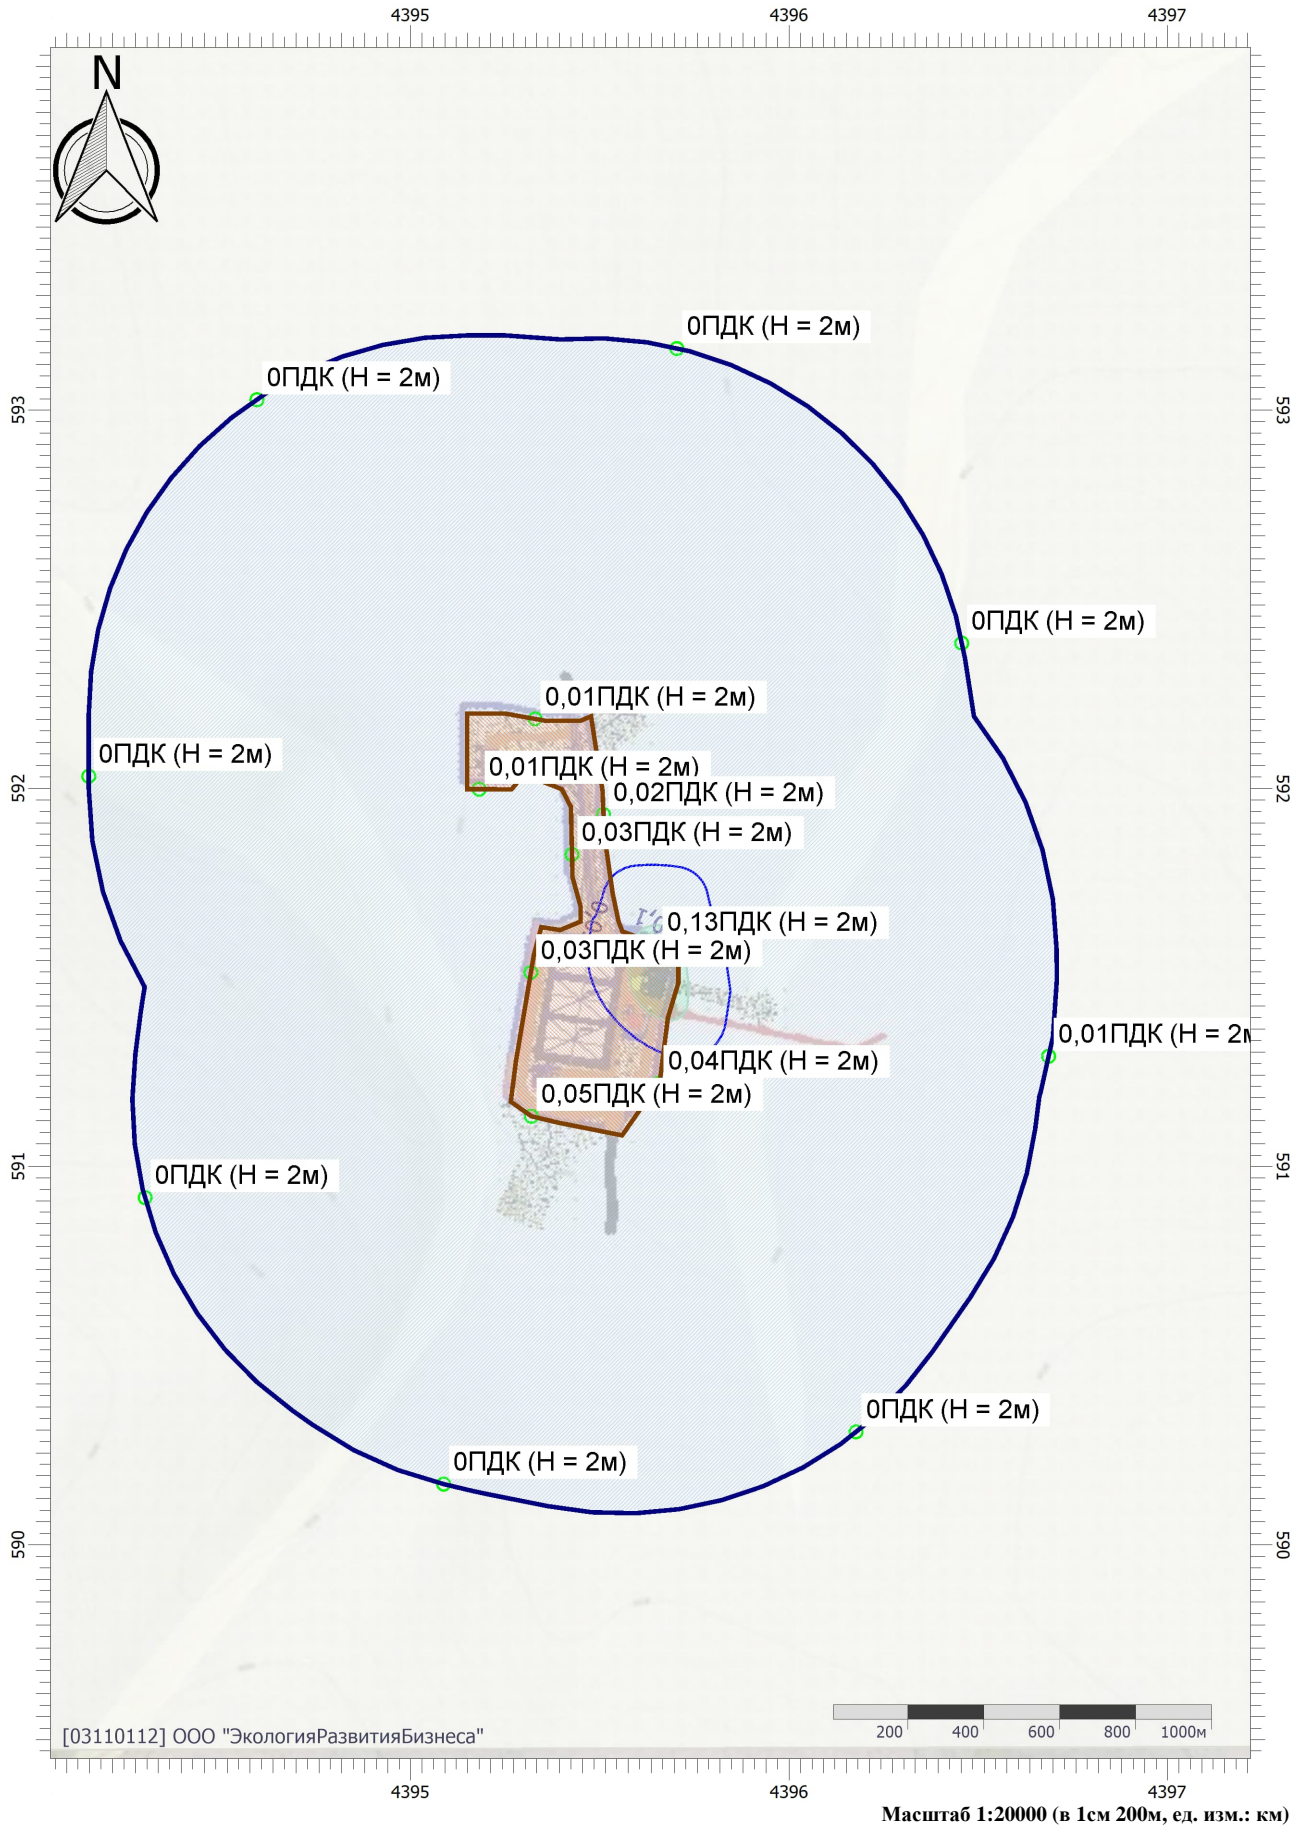 4395 4396 4397
N
0ПДК (Н = 2м)
0ПДК (Н = 2м)
593 593
0ПДК (Н = 2м)
0,01ПДК (Н = 2м)
0ПДК (Н = 2м)
0,01ПДК (Н = 2м)
592 592
0,02ПДК (Н = 2м)
0,03ПДК (Н = 2м)
0,13ПДК (Н = 2м)
0,03ПДК (Н = 2м)
0,01ПДК (Н = 2м
0,04ПДК (Н = 2м)
0,05ПДК (Н = 2м)
591 591
0ПДК (Н = 2м)
0ПДК (Н = 2м)
0ПДК (Н = 2м)
590 590
200 400 600 800 1000м
[03110112] ООО "ЭкологияРазвитияБизнеса"
4395 4396 4397
Масштаб 1:20000 (в 1см 200м, ед. изм.: км)